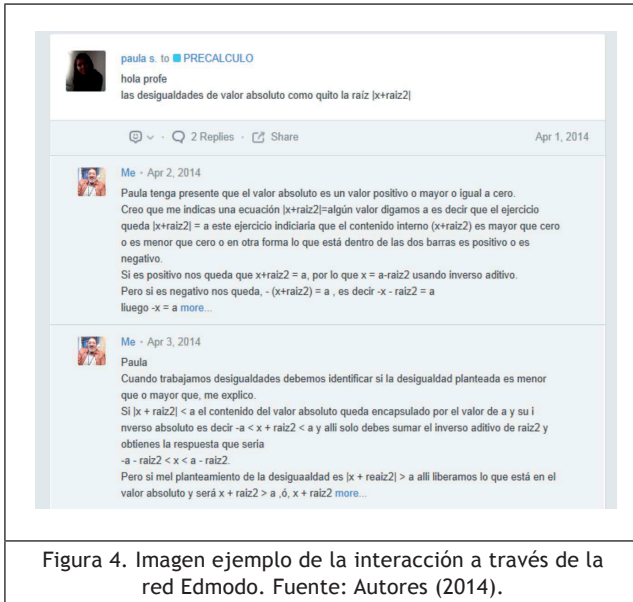 paula s. to PRECALCULO
hola profe
las desigualdades de valor absoluto como quito la raíz |x+raiz2|
2 Replies · Share Apr 1, 2014
Me · Apr 2, 2014
Paula tenga presente que el valor absoluto es un valor positivo o mayor o igual a cero.
Creo que me indicas una ecuación |x+raiz2|=algún valor digamos a es decir que el ejercicio
queda |x+raiz2| = a este ejercicio indiciaria que el contenido interno (x+raiz2) es mayor que cero
o es menor que cero o en otra forma lo que está dentro de las dos barras es positivo o es
negativo.
Si es positivo nos queda que x+raiz2 = a, por lo que x = a-raiz2 usando inverso aditivo.
Pero si es negativo nos queda, - (x+raiz2) = a , es decir -x - raiz2 = a
liuego -x = a more...
Me · Apr 3, 2014
Paula
Cuando trabajamos desigualdades debemos identificar si la desigualdad planteada es menor
que o mayor que, me explico.
Si |x + raiz2| < a el contenido del valor absoluto queda encapsulado por el valor de a y su i
nverso absoluto es decir -a < x + raiz2 < a y alli solo debes sumar el inverso aditivo de raiz2 y
obtienes la respuesta que seria
-a - raiz2 < x < a - raiz2.
Pero si mel planteamiento de la desiguaaldad es |x + reaiz2| > a alli liberamos lo que está en el
valor absoluto y será x + raiz2 > a ,ó, x + raiz2 more...
Figura 4. Imagen ejemplo de la interacción a través de la
red Edmodo. Fuente: Autores (2014).